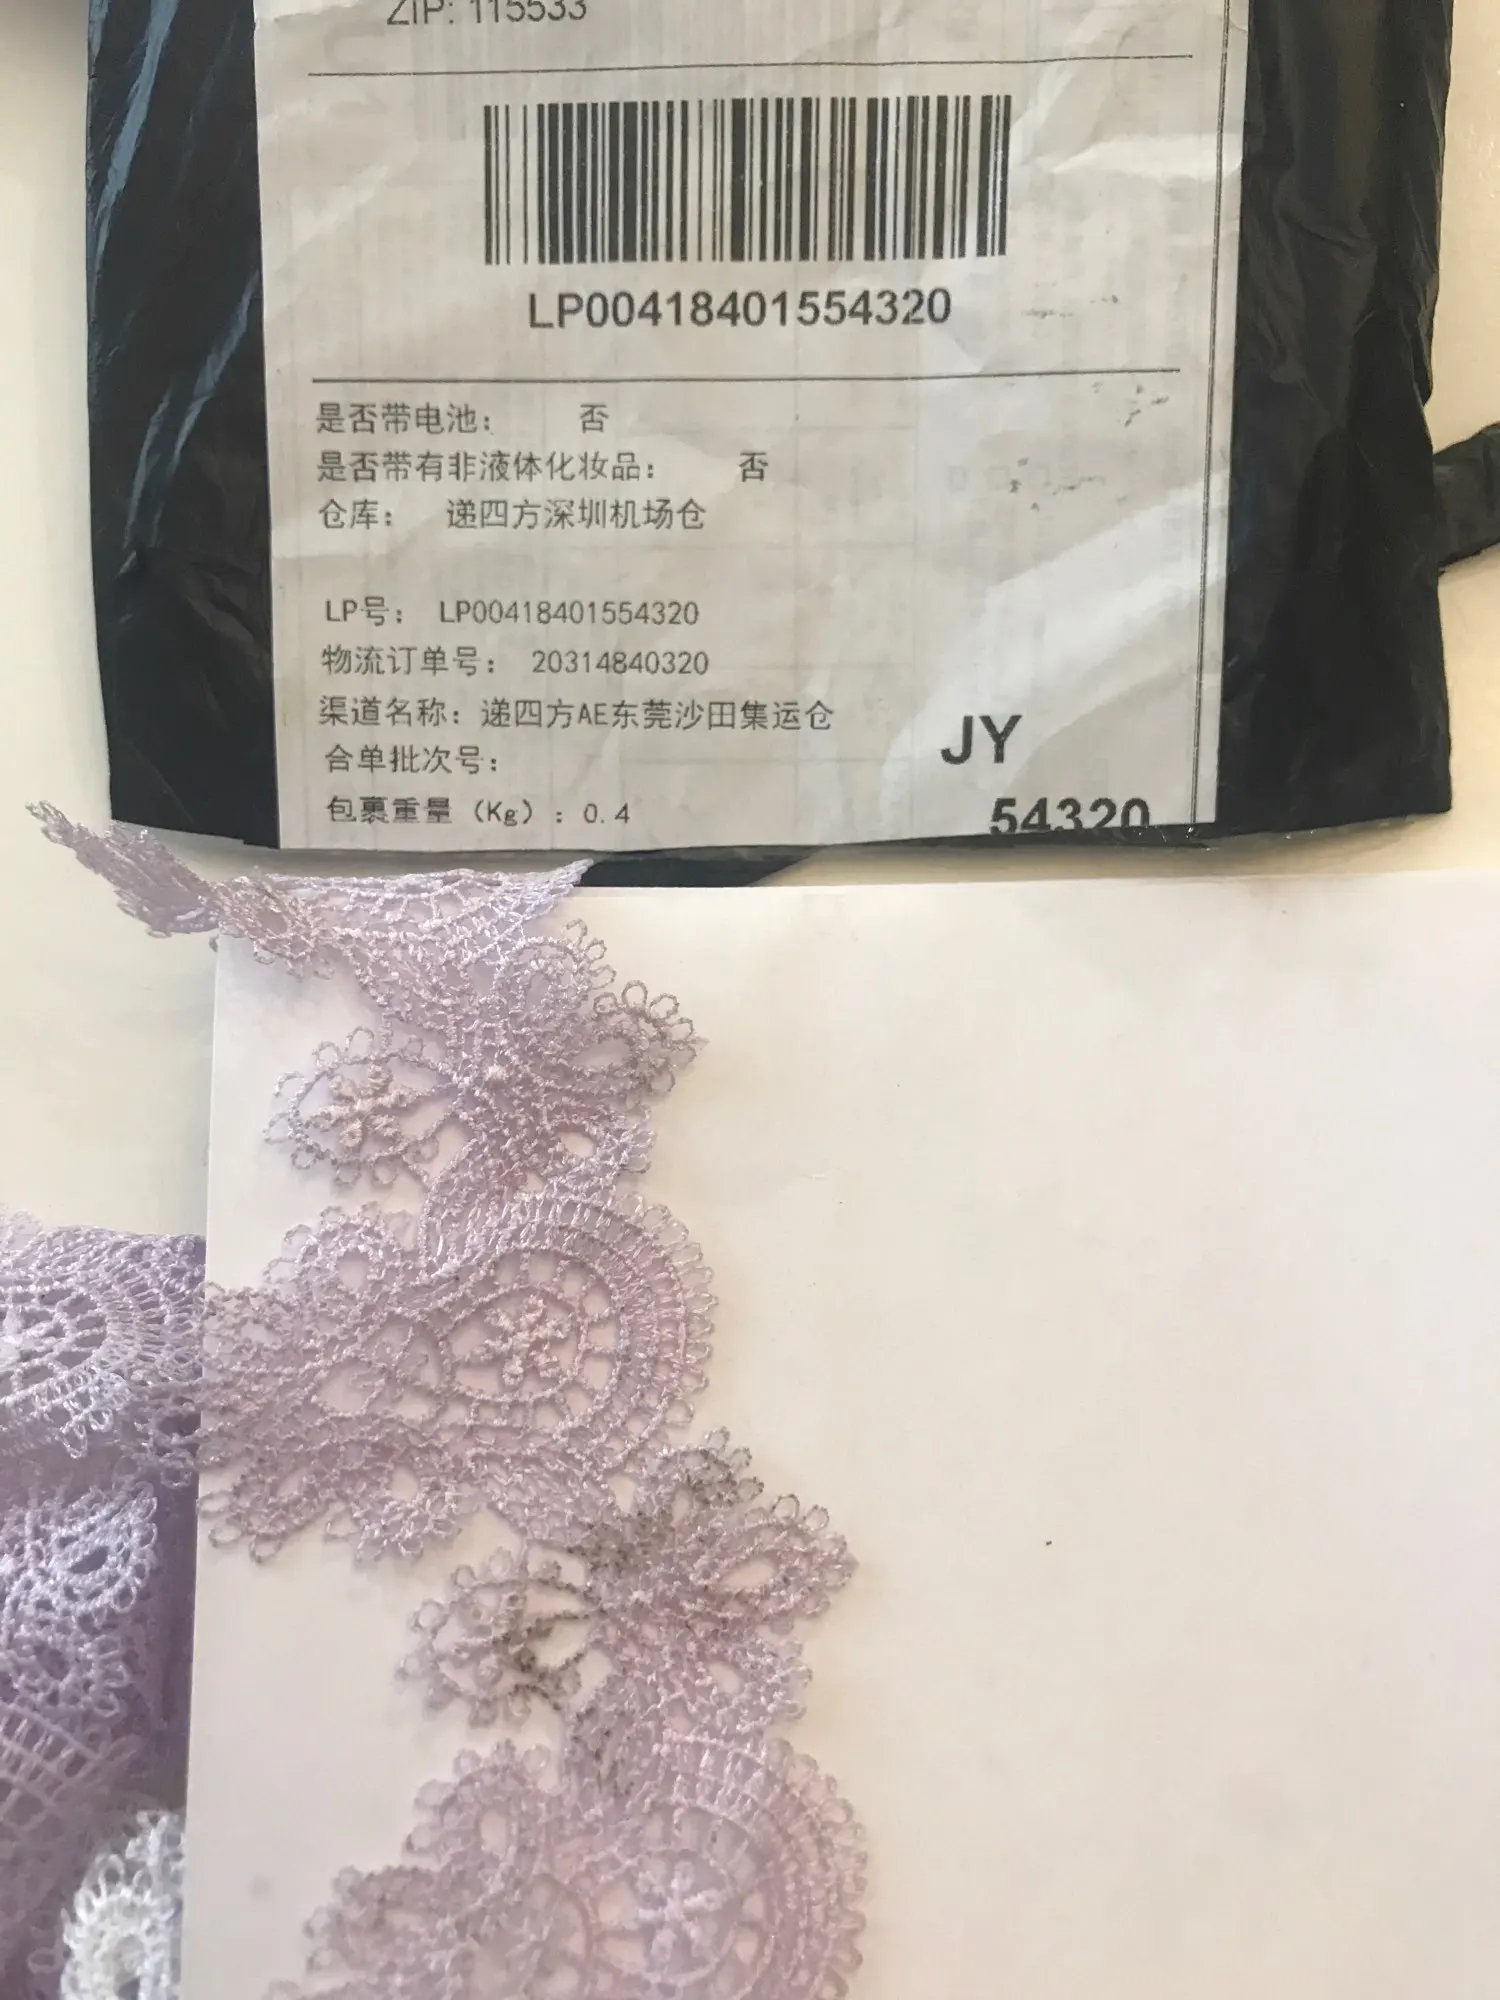 ZIP: 115533
LP00418401554320
是否带电池： 否
是否带有非液体化妆品： 否
仓库： 递四方深圳机场仓
LP号： LP00418401554320
物流订单号： 20314840320
渠道名称：递四方AE东莞沙田集运仓
合单批次号：
JY
包裹重量（Kg）：0.4
54320